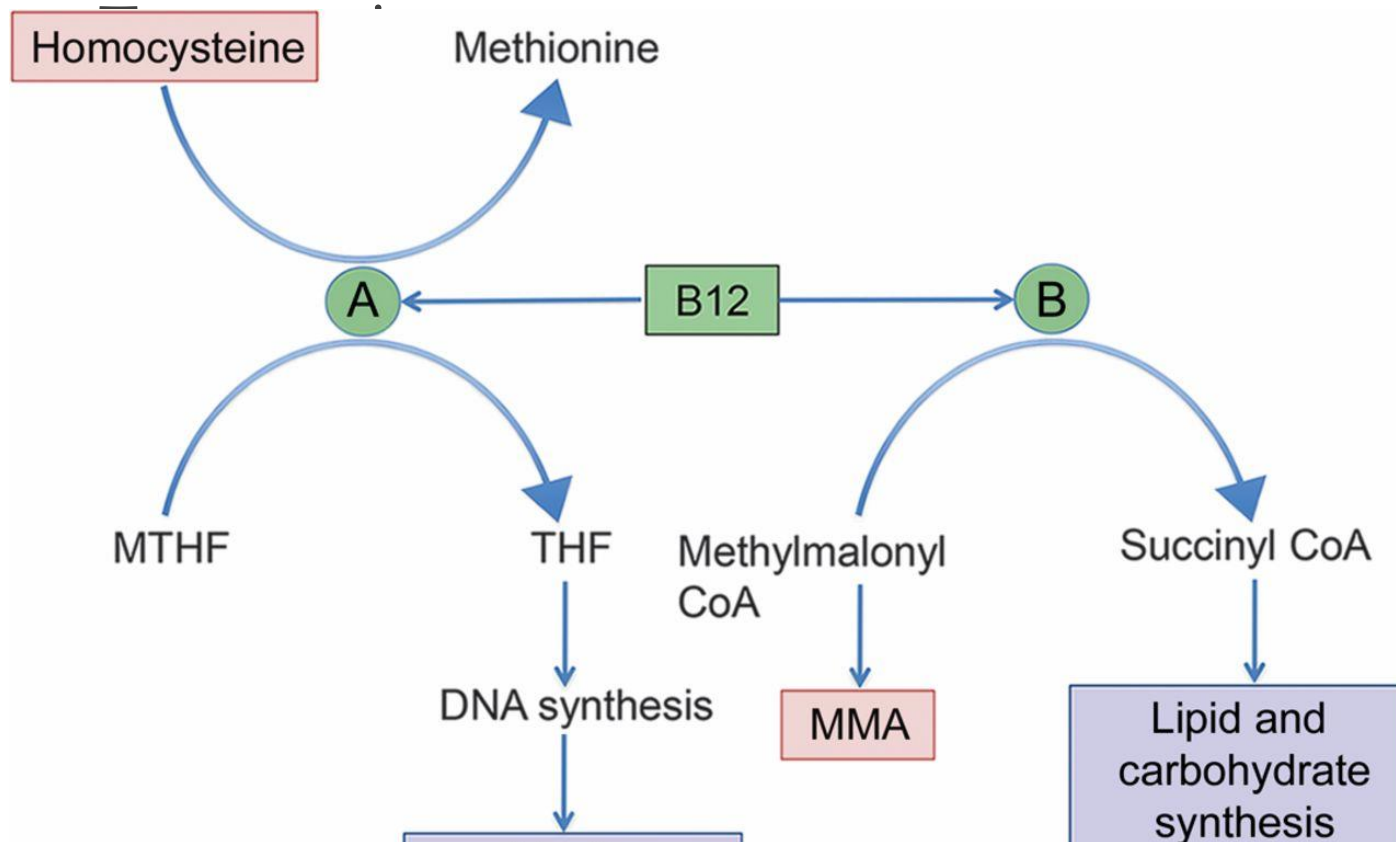 Homocysteine
Methionine
A
B12
B
MTHF
THF
Methylmalonyl
CoA
Succinyl CoA
DNA synthesis
MMA
Lipid and
carbohydrate
synthesis